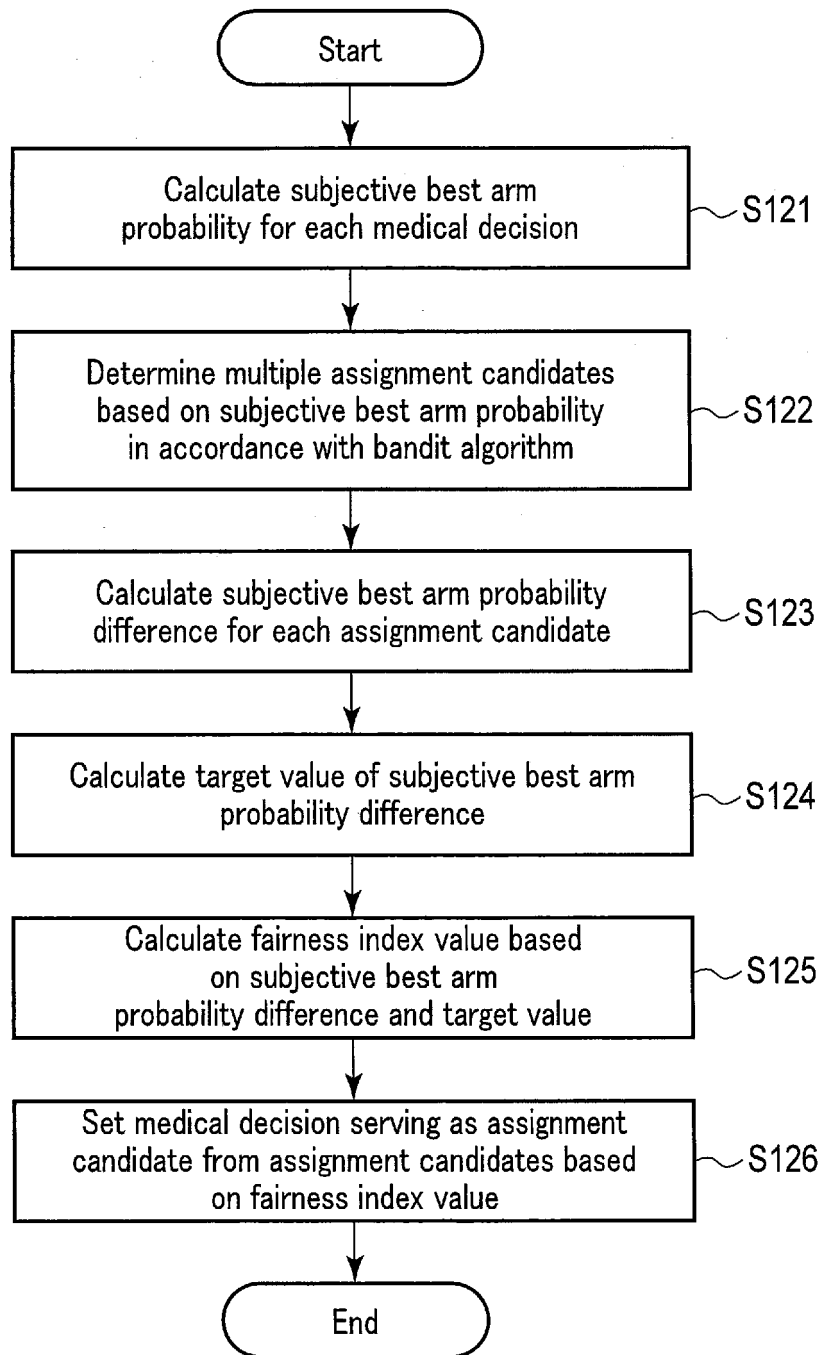 Start
Calculate subjective best arm
probability for each medical decision
S121
Determine multiple assignment candidates
based on subjective best arm probability
in accordance with bandit algorithm
S122
Calculate subjective best arm probability
difference for each assignment candidate
S123
Calculate target value of subjective best arm
probability difference
S124
Calculate fairness index value based
on subjective best arm
probability difference and target value
S125
Set medical decision serving as assignment
candidate from assignment candidates based
on fairness index value
S126
End